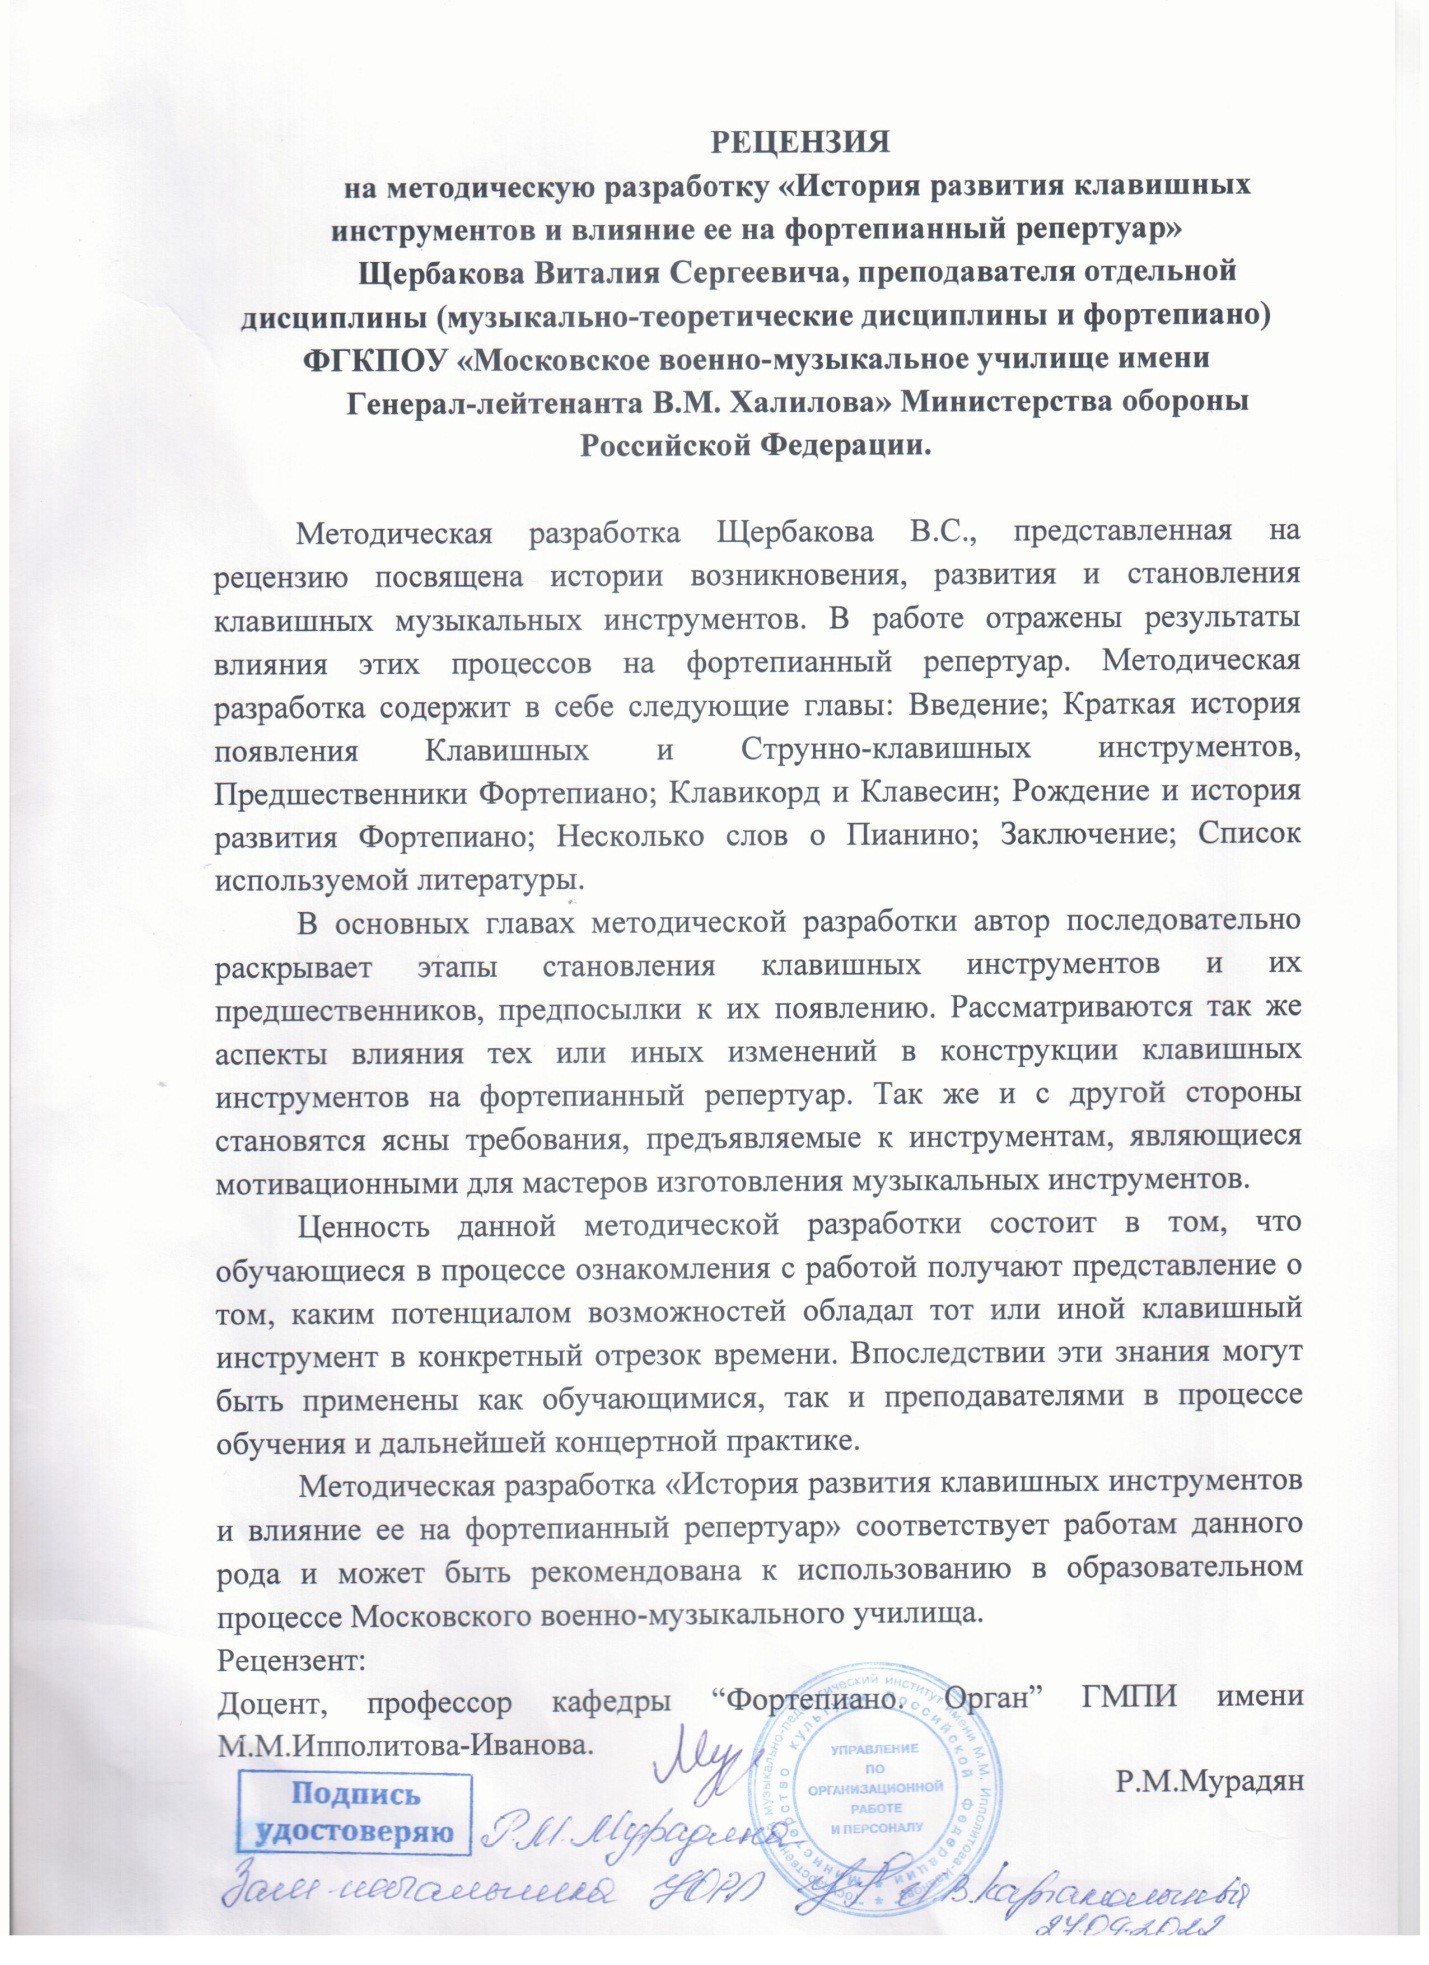 РЕЦЕНЗИЯ
на методическую разработку «История развития клавишных
инструментов и влияние ее на фортепианный репертуар»
Щербакова Виталия Сергеевича, преподавателя отдельной
дисциплины (музыкально-теоретические дисциплины и фортепиано)
ФГКПОУ «Московское военно-музыкальное училище имени
Генерал-лейтенанта В.М. Халилова» Министерства обороны
Российской Федерации.
Методическая разработка Щербакова В.С., представленная на
рецензию посвящена истории возникновения, развития и становления
клавишных музыкальных инструментов. В работе отражены результаты
влияния этих процессов на фортепианный репертуар. Методическая
разработка содержит в себе следующие главы: Введение; Краткая история
появления Клавишных и Струнно-клавишных инструментов,
Предшественники Фортепиано; Клавикорд и Клавесин; Рождение и история
развития Фортепиано; Несколько слов о Пианино; Заключение; Список
используемой литературы.
В основных главах методической разработки автор последовательно
раскрывает этапы становления клавишных инструментов и их
предшественников, предпосылки к их появлению. Рассматриваются так же
аспекты влияния тех или иных изменений в конструкции клавишных
инструментов на фортепианный репертуар. Так же и с другой стороны
становятся ясны требования, предъявляемые к инструментам, являющиеся
мотивационными для мастеров изготовления музыкальных инструментов.
Ценность данной методической разработки состоит в том, что
обучающиеся в процессе ознакомления с работой получают представление о
том, каким потенциалом возможностей обладал тот или иной клавишный
инструмент в конкретный отрезок времени. Впоследствии эти знания могут
быть применены как обучающимися, так и преподавателями в процессе
обучения и дальнейшей концертной практике.
Методическая разработка «История развития клавишных инструментов
и влияние ее на фортепианный репертуар» соответствует работам данного
рода и может быть рекомендована к использованию в образовательном
процессе Московского военно-музыкального училища.
Рецензент:
Доцент, профессор кафедры “Фортепиано. Орган” ГМПИ имени
М.М.Ипполитова-Иванова.
Р.М.Мурадян
Подпись
удостоверяю
Р.М. Мурадяна
УПРАВЛЕНИЕ
ПО
ОРГАНИЗАЦИОННОЙ
РАБОТЕ
И ПЕРСОНАЛУ
музыкально-педагогический институт имени М.М. Ипполитова-Иванова
Министерство культуры Российской Федерации
Зам. начальника УОРП
27.09.2022